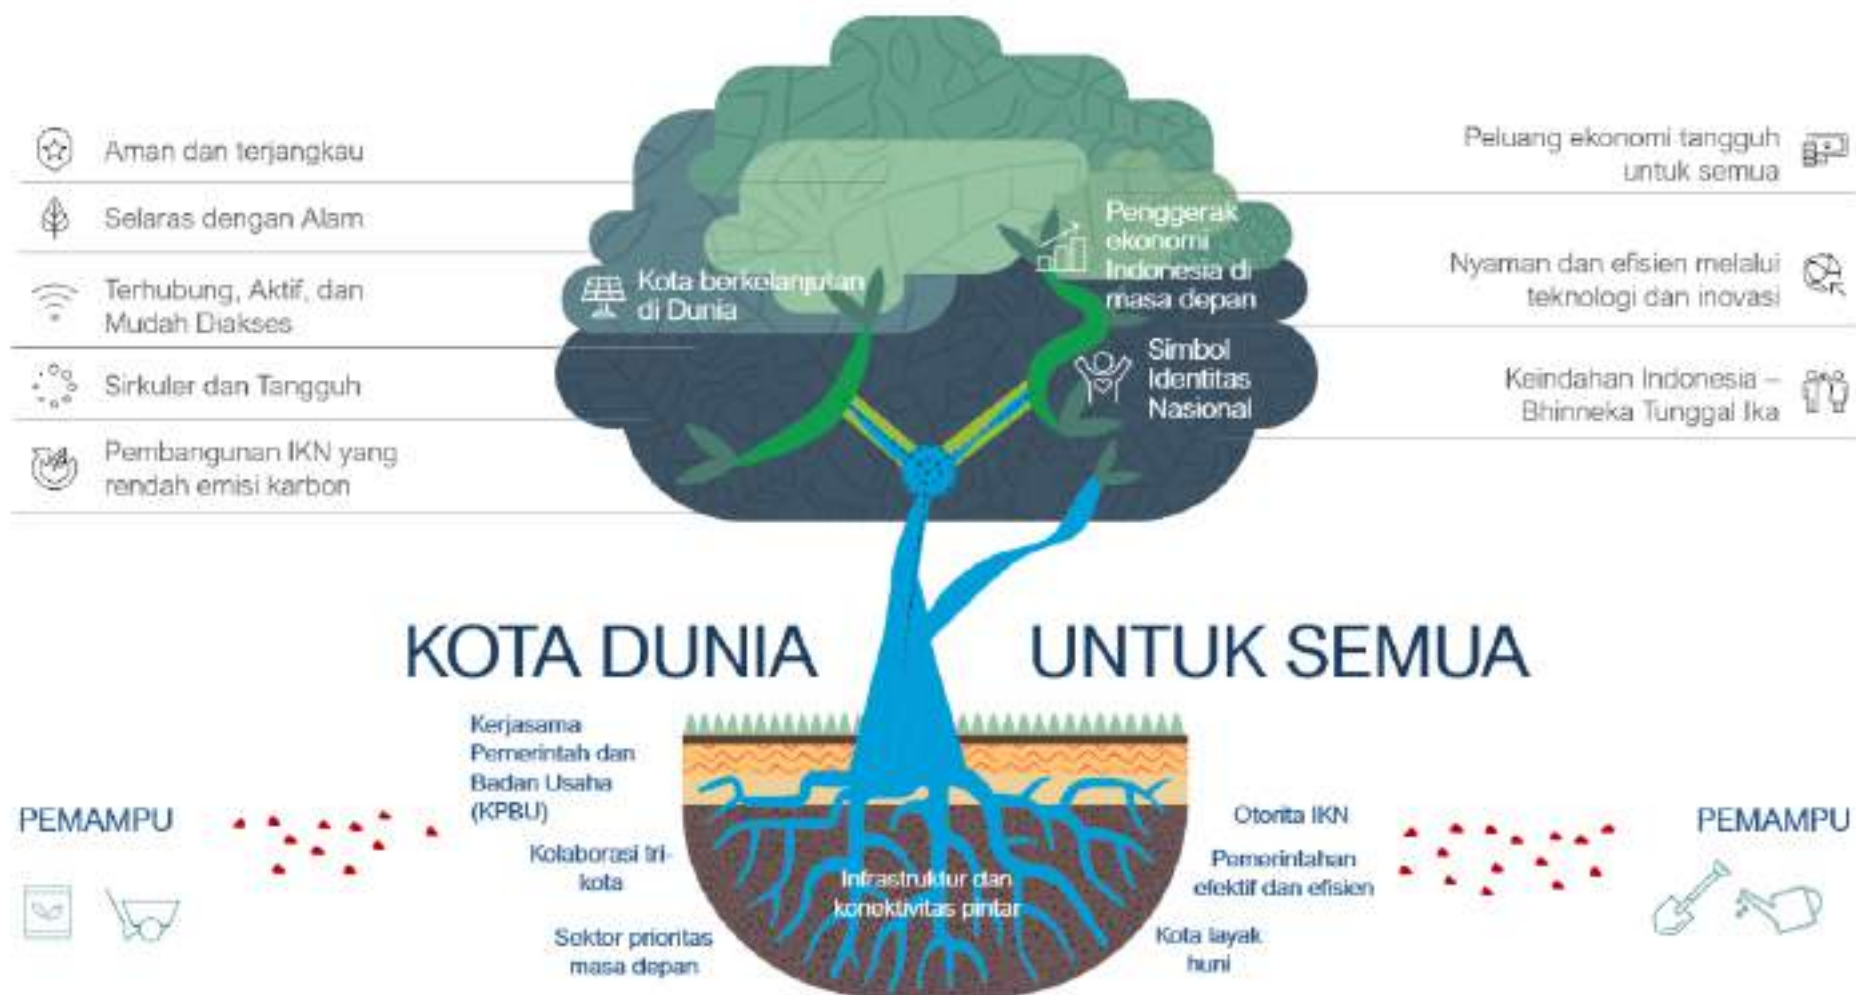 Aman dan terjangkau
Selaras dengan Alam
Terhubung, Aktif, dan
Mudah Diakses
Sirkuler dan Tangguh
Pembangunan IKN yang
rendah emisi karbon
Kota berkelanjutan
di Dunia
Penggerak
ekonomi
Indonesia di
masa depan
Simbol
Identitas
Nasional
Peluang ekonomi tangguh
untuk semua
Nyaman dan efisien melalui
teknologi dan inovasi
Keindahan Indonesia –
Bhinneka Tunggal Ika
KOTA DUNIA UNTUK SEMUA
Kerjasama
Pemerintah dan
Badan Usaha
(KPBU)
PEMAMPU
Kolaborasi tri-
kota
Sektor prioritas
masa depan
Infrastruktur dan
konektivitas pintar
Otorita IKN
Pemerintahan
efektif dan efisien
Kota layak
huni
PEMAMPU